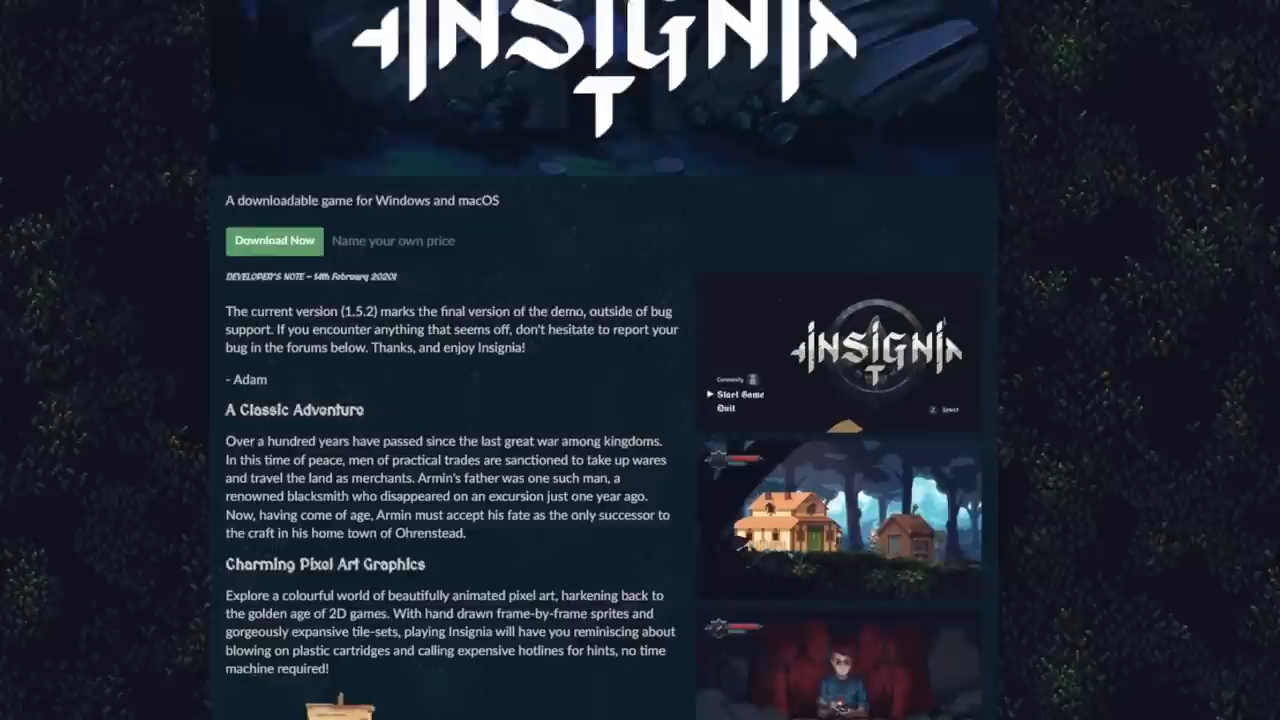 INSIGNIA
A downloadable game for Windows and macOS
Download Now Name your own price
DEVELOPER'S NOTE - 14th February 2020!
The current version (1.5.2) marks the final version of the demo, outside of bug
support. If you encounter anything that seems off, don't hesitate to report your
bug in the forums below. Thanks, and enjoy Insignia!
- Adam
A Classic Adventure
Over a hundred years have passed since the last great war among kingdoms.
In this time of peace, men of practical trades are sanctioned to take up wares
and travel the land as merchants. Armin's father was one such man, a
renowned blacksmith who disappeared on an excursion just one year ago.
Now, having come of age, Armin must accept his fate as the only successor to
the craft in his home town of Ohrenstead.
Charming Pixel Art Graphics
Explore a colourful world of beautifully animated pixel art, harkening back to
the golden age of 2D games. With hand drawn frame-by-frame sprites and
gorgeously expansive tile-sets, playing Insignia will have you reminiscing about
blowing on plastic cartridges and calling expensive hotlines for hints, no time
machine required!
INSIGNIA
Community
Start Game
Quit
Z Select